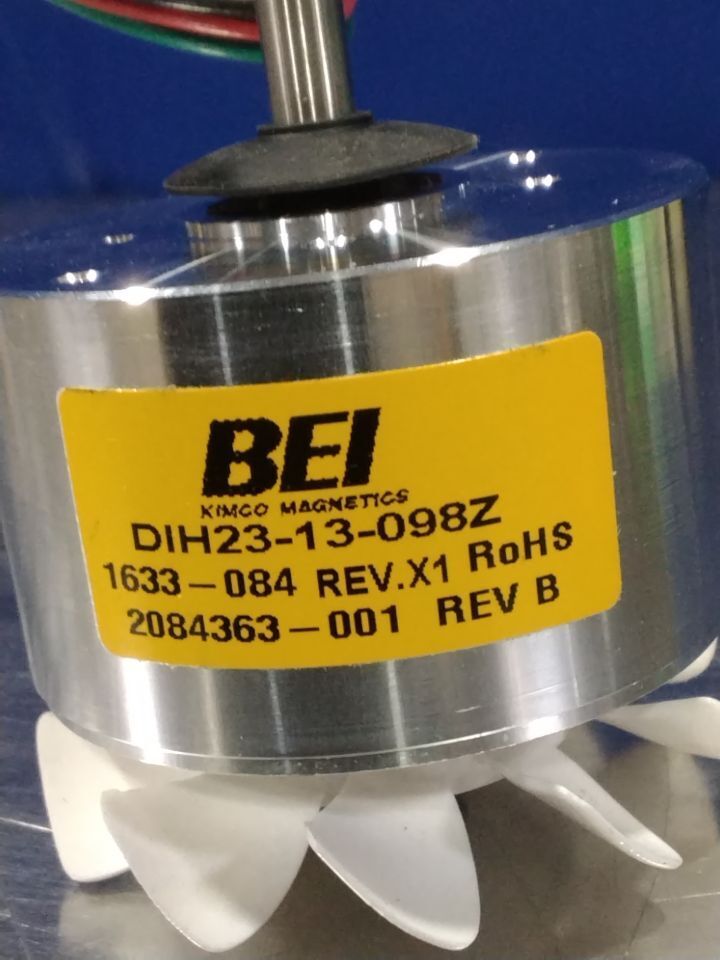 BEI
KIMCO MAGNETICS
DIH23-13-098Z
1633-084 REV.X1 RoHS
2084363-001 REV B